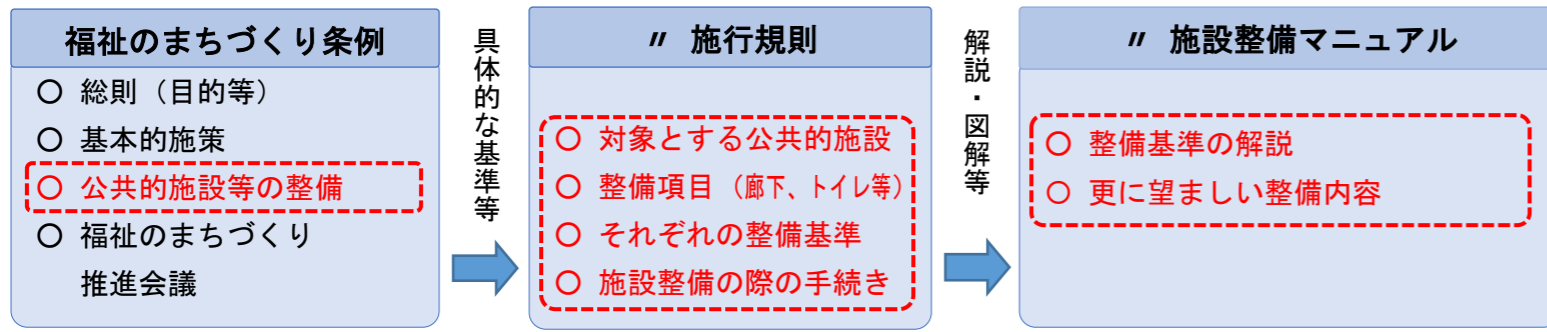 福祉のまちづくり条例
○ 総則（目的等）
○ 基本的施策
○ 公共的施設等の整備
○ 福祉のまちづくり
推進会議
具体的な基準等
〃 施行規則
○ 対象とする公共的施設
○ 整備項目（廊下、トイレ等）
○ それぞれの整備基準
○ 施設整備の際の手続き
解説・図解等
〃 施設整備マニュアル
○ 整備基準の解説
○ 更に望ましい整備内容